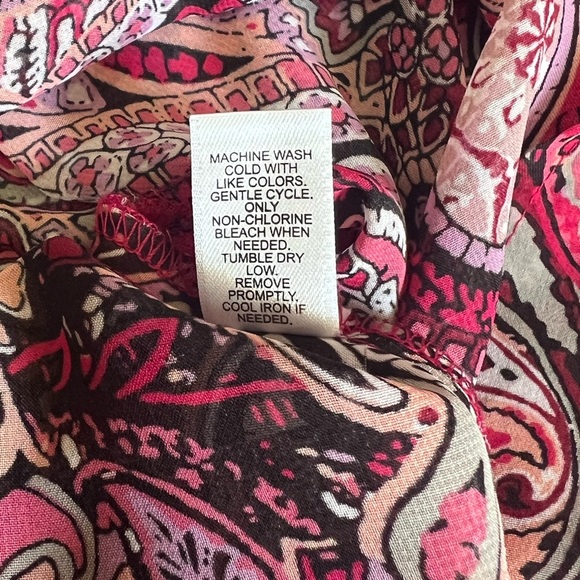 MACHINE WASH
COLD WITH
LIKE COLORS.
GENTLE CYCLE.
ONLY
NON-CHLORINE
BLEACH WHEN
NEEDED.
TUMBLE DRY
LOW.
REMOVE
PROMPTLY.
COOL IRON IF
NEEDED.